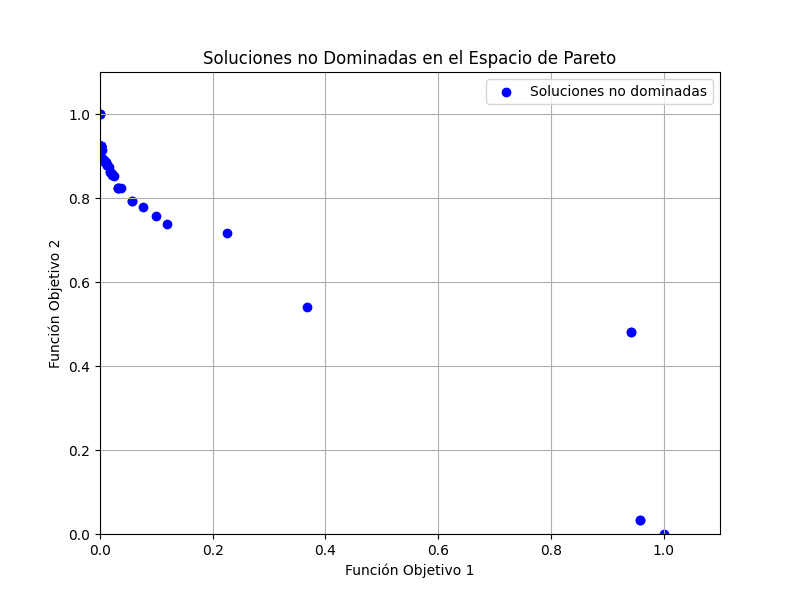 Soluciones no Dominadas en el Espacio de Pareto
Soluciones no dominadas
1.0
0.8
0.6
0.4
0.2
0.0
Función Objetivo 2
0.0 0.2 0.4 0.6 0.8 1.0
Función Objetivo 1